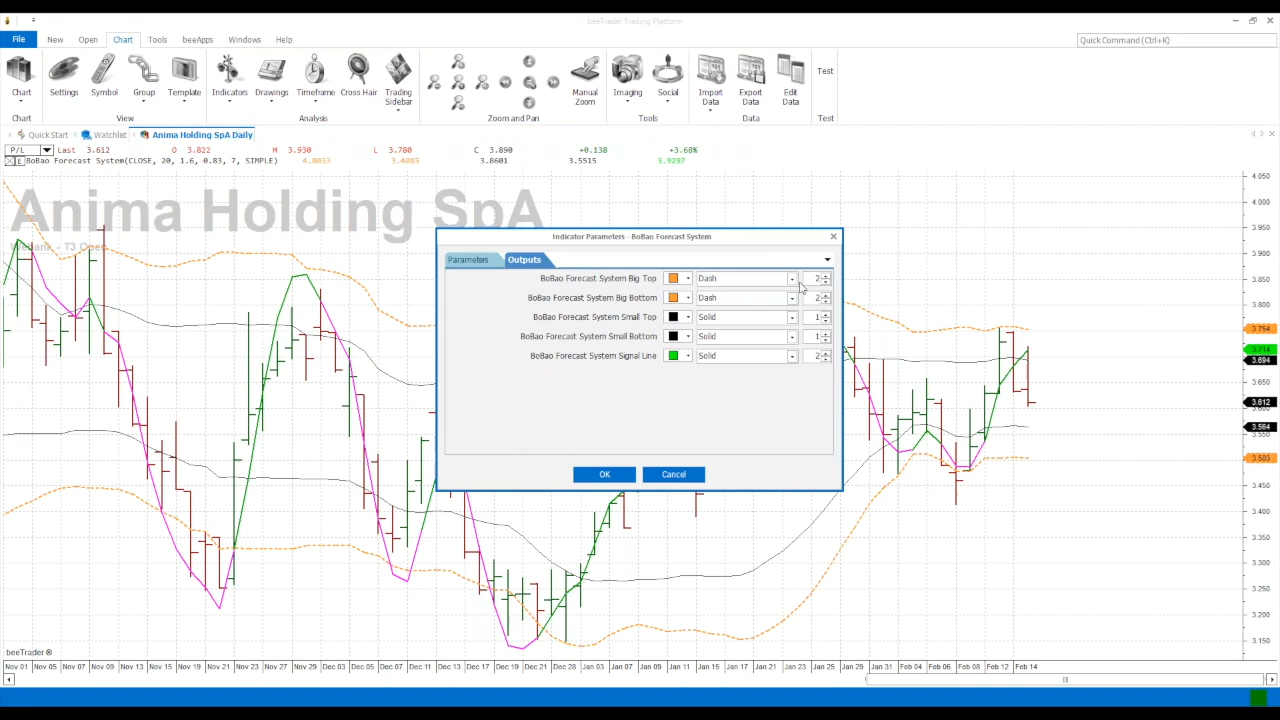 beeTrader Trading Platform
File New Open Chart Tools beeApps Windows Help
Quick Command (Ctrl+K)
Chart Settings Symbol Group Template Indicators Drawings Timeframe Cross Hair Trading Sidebar Manual Zoom Imaging Social Import Data Export Data Edit Data Test
Chart View Analysis Zoom and Pan Tools Data Test
Quick Start Watchlist Anima Holding SpA Daily
P/L Last 3.612 O 3.822 H 3.930 L 3.780 C 3.890 +0.138 +3.68%
BoBao Forecast System(CLOSE, 20, 1.6, 0.83, 7, SIMPLE) 4.0033 3.4083 3.8601 3.5515 3.9297
Anima Holding SpA
- T3 Open
Indicator Parameters - BoBao Forecast System
Parameters Outputs
BoBao Forecast System Big Top Dash 2
BoBao Forecast System Big Bottom Dash 2
BoBao Forecast System Small Top Solid 1
BoBao Forecast System Small Bottom Solid 1
BoBao Forecast System Signal Line Solid 2
OK Cancel
4.050
4.000
3.950
3.900
3.850
3.800
3.754
3.714
3.694
3.650
3.612
3.564
3.550
3.503
3.450
3.400
3.350
3.300
3.250
3.200
3.150
beeTrader ®
Nov 01 Nov 05 Nov 07 Nov 09 Nov 13 Nov 15 Nov 19 Nov 21 Nov 23 Nov 27 Nov 29 Dec 03 Dec 05 Dec 07 Dec 11 Dec 13 Dec 17 Dec 19 Dec 21 Dec 28 Jan 03 Jan 07 Jan 09 Jan 11 Jan 15 Jan 17 Jan 21 Jan 23 Jan 25 Jan 29 Jan 31 Feb 04 Feb 06 Feb 08 Feb 12 Feb 14